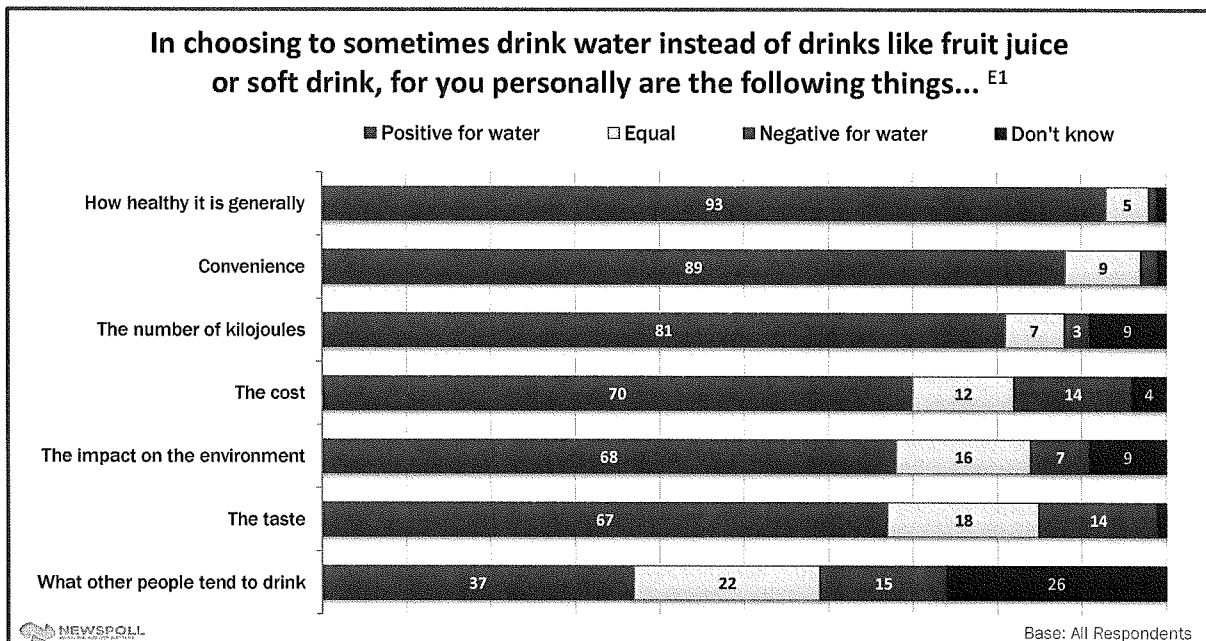 In choosing to sometimes drink water instead of drinks like fruit juice
or soft drink, for you personally are the following things... E1
Positive for water Equal Negative for water Don't know
How healthy it is generally 93 5
Convenience 89 9
The number of kilojoules 81 7 3 9
The cost 70 12 14 4
The impact on the environment 68 16 7 9
The taste 67 18 14
What other people tend to drink 37 22 15 26
NEWSPOLL
Base: All Respondents